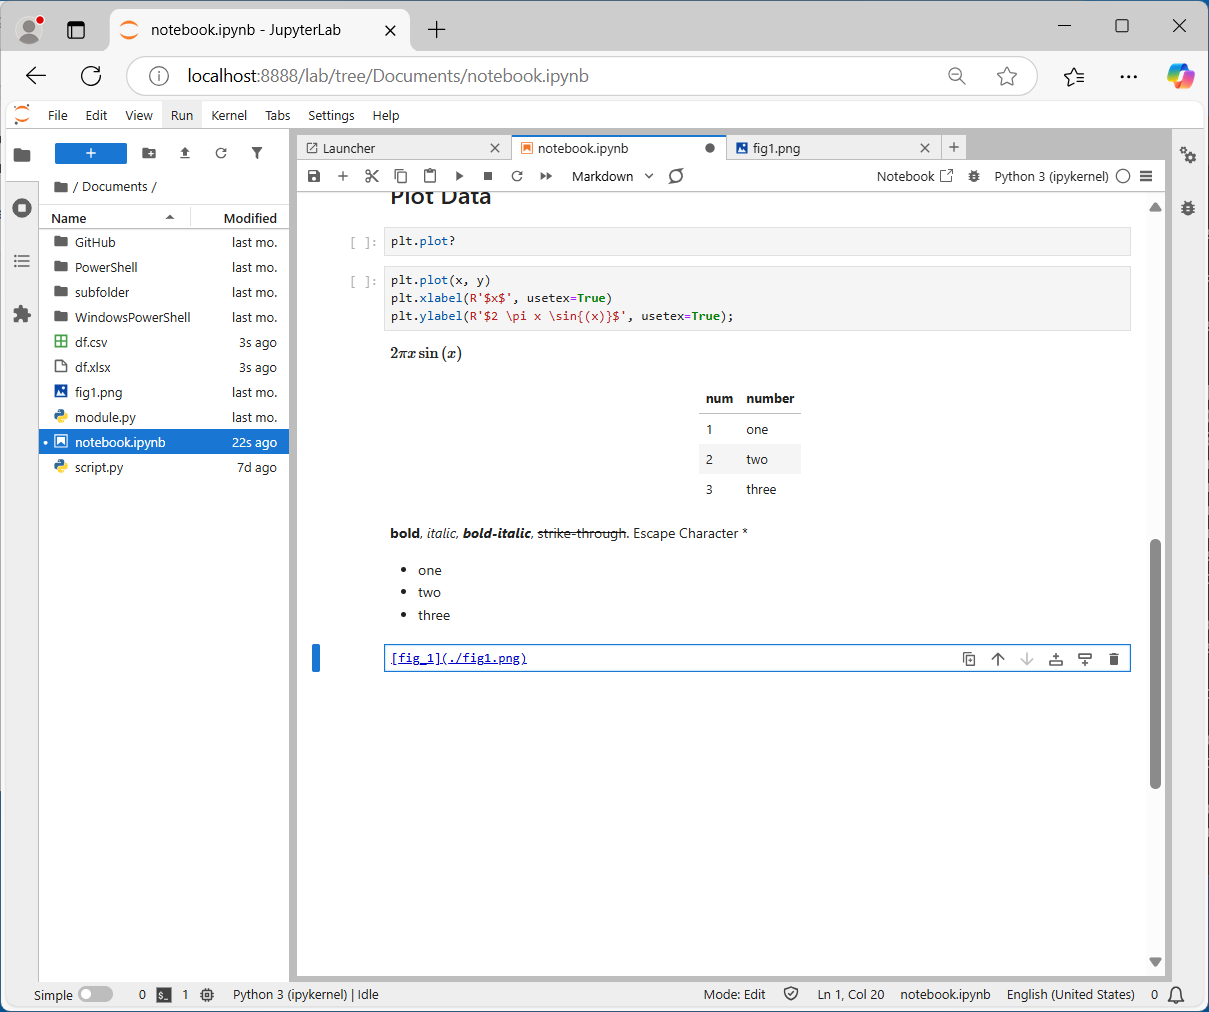 notebook.ipynb - JupyterLab
localhost:8888/lab/tree/Documents/notebook.ipynb
File Edit View Run Kernel Tabs Settings Help
Launcher notebook.ipynb fig1.png
Markdown Notebook Python 3 (ipykernel)
/ Documents /
Name Modified
GitHub last mo.
PowerShell last mo.
subfolder last mo.
WindowsPowerShell last mo.
df.csv 3s ago
df.xlsx 3s ago
fig1.png last mo.
module.py last mo.
notebook.ipynb 22s ago
script.py 7d ago
Plot Data
[ ]: plt.plot?
[ ]: plt.plot(x, y)
plt.xlabel(R'$x$', usetex=True)
plt.ylabel(R'$2 \pi x \sin{(x)}$', usetex=True);
2πx sin (x)
num number
1 one
2 two
3 three
bold, italic, bold-italic, strike-through. Escape Character *
• one
• two
• three
[fig_1](./fig1.png)
Simple 0 $_ 1 Python 3 (ipykernel) | Idle Mode: Edit Ln 1, Col 20 notebook.ipynb English (United States) 0